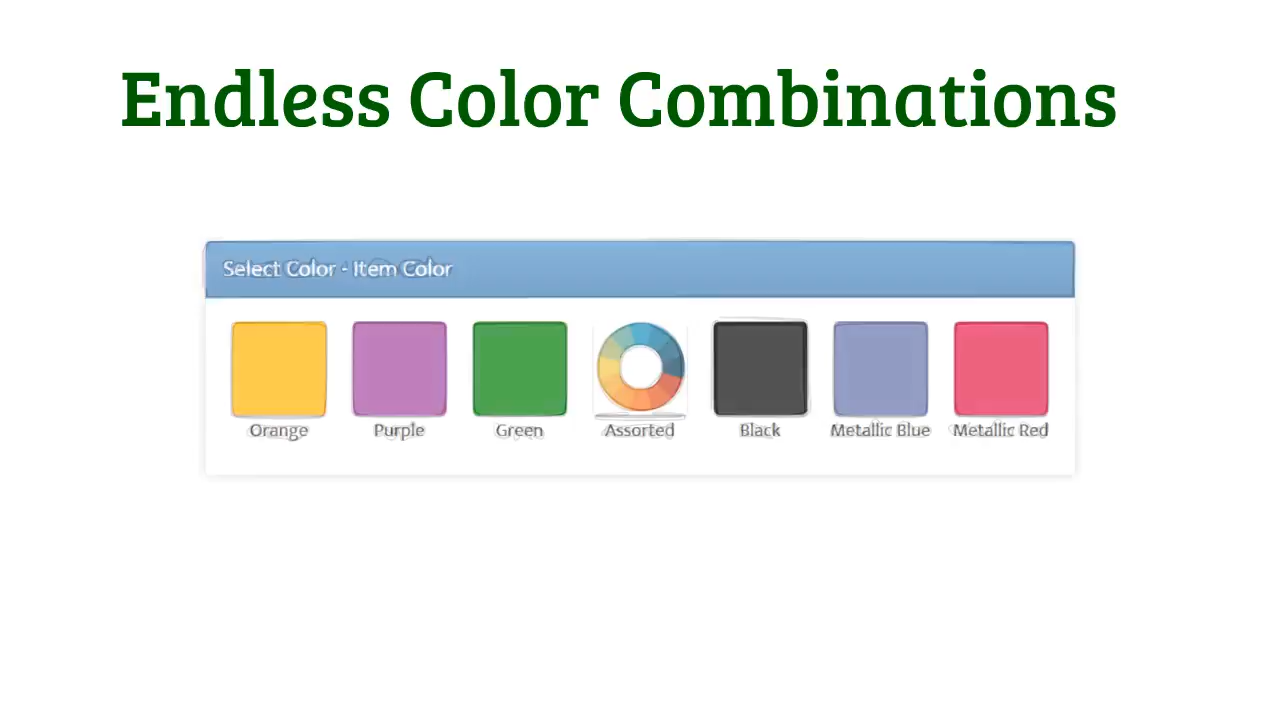 Endless Color Combinations
Select Color - Item Color
Orange Purple Green Assorted Black Metallic Blue Metallic Red